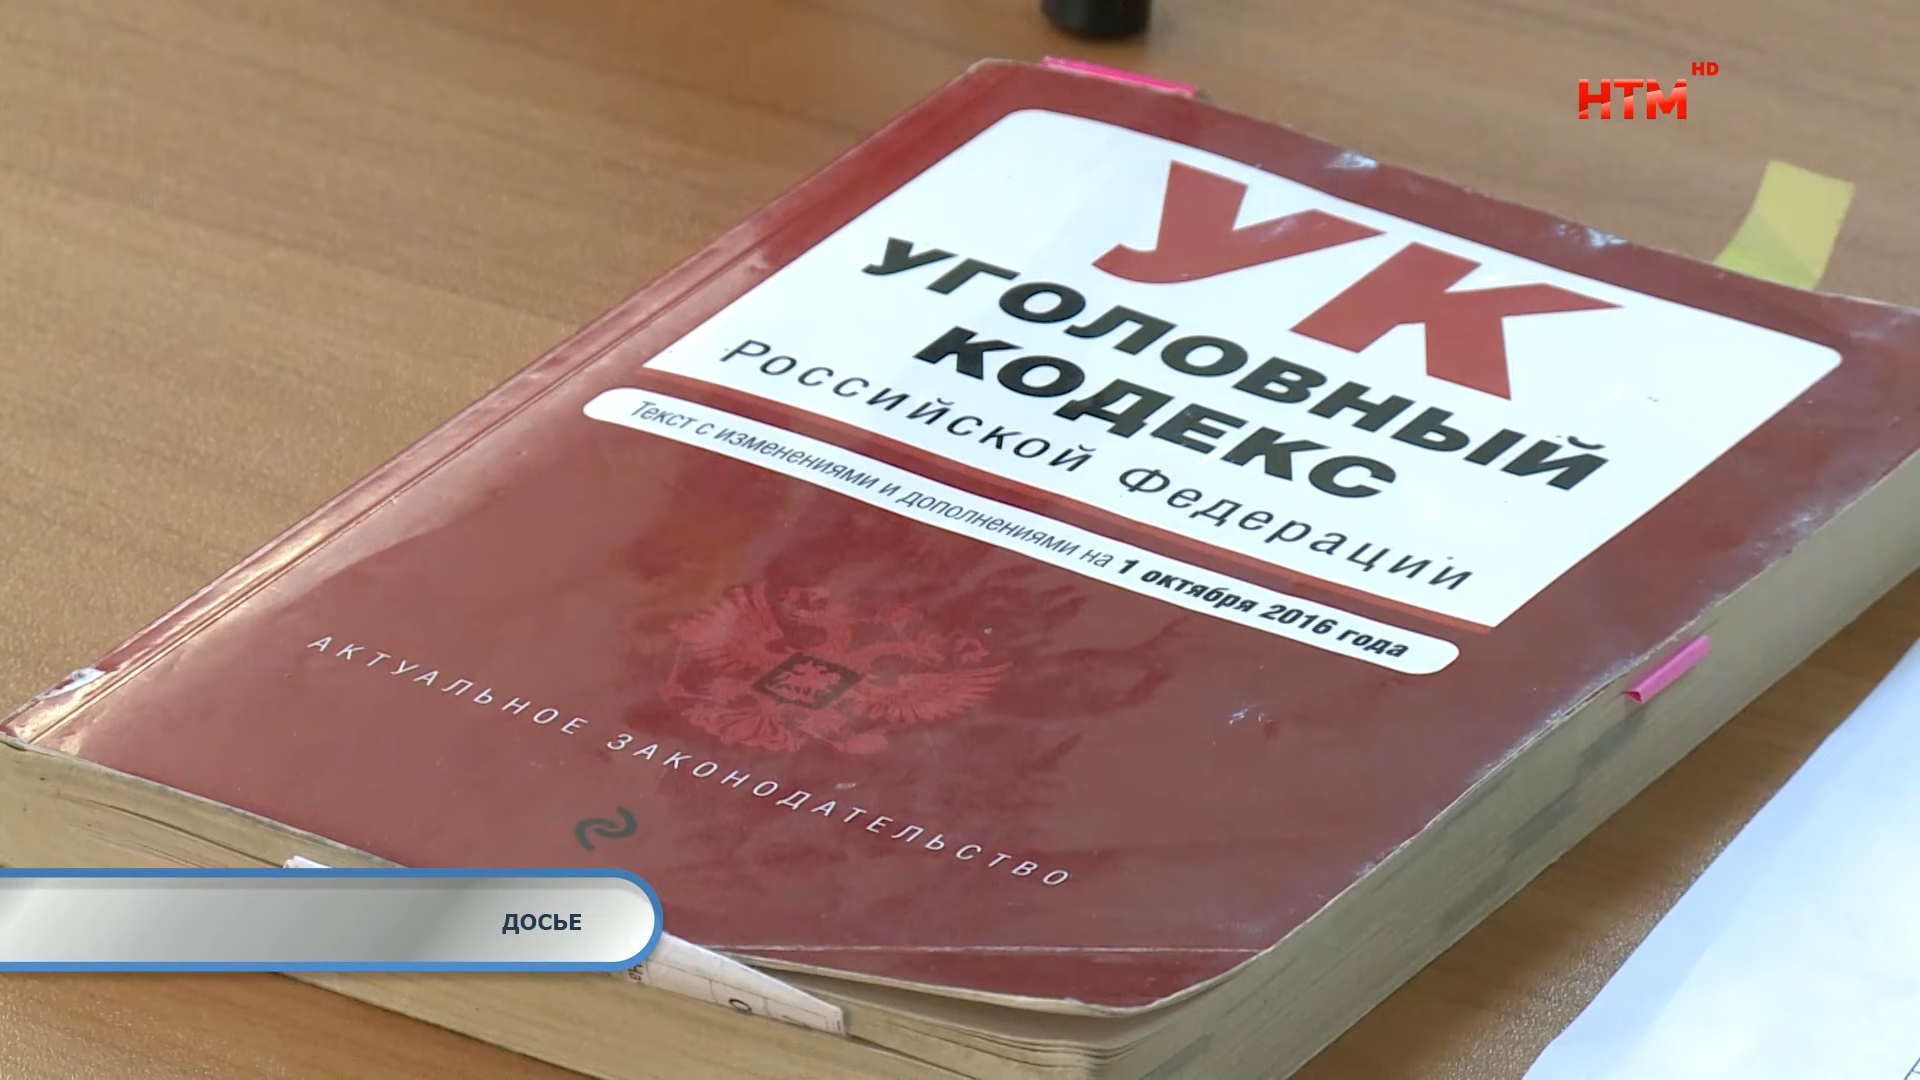 НТМ HD
УК
УГОЛОВНЫЙ
КОДЕКС
Российской Федерации
Текст с изменениями и дополнениями на 1 октября 2016 года
АКТУАЛЬНОЕ ЗАКОНОДАТЕЛЬСТВО
ДОСЬЕ